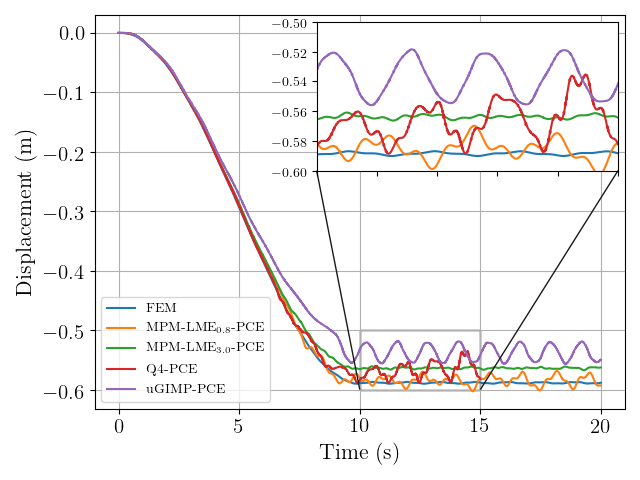 0.0
−0.1
−0.2
−0.3
−0.4
−0.5
−0.6
Displacement (m)
−0.50
−0.52
−0.54
−0.56
−0.58
−0.60
FEM
MPM-LME0.8-PCE
MPM-LME3.0-PCE
Q4-PCE
uGIMP-PCE
0 5 10 15 20
Time (s)